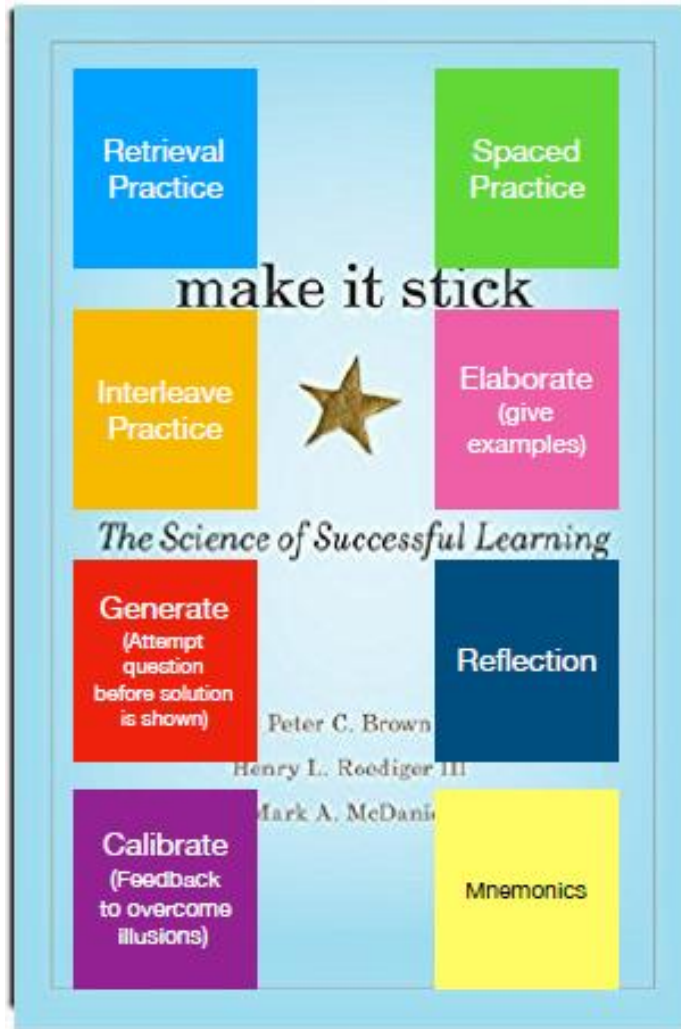 Retrieval
Practice
Spaced
Practice
make it stick
Interleave
Practice
Elaborate
(give
examples)
The Science of Successful Learning
Generate
(Attempt
question
before solution
is shown)
Reflection
Peter C. Brown
Henry L. Roediger III
Mark A. McDanie
Calibrate
(Feedback
to overcome
illusions)
Mnemonics